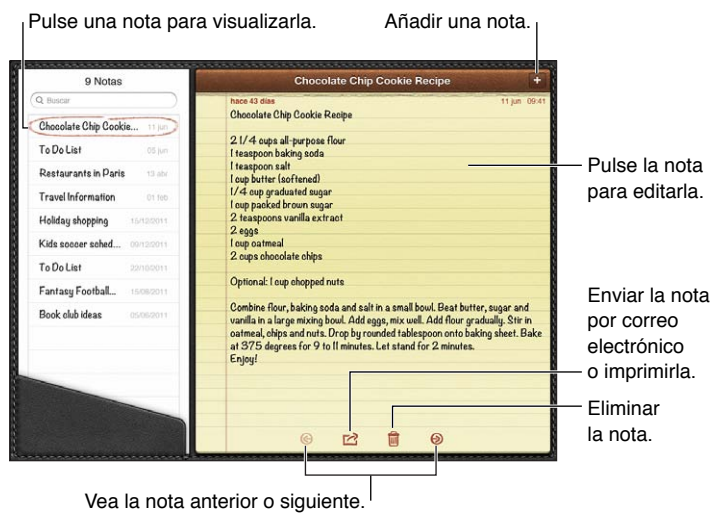 Pulse una nota para visualizarla.
Añadir una nota.
9 Notas
Buscar
Chocolate Chip Cookie... 11 jun
To Do List 05 jun
Restaurants in Paris 13 abr
Travel Information 01 feb
Holiday shopping 15/12/2011
Kids soccer sched... 09/12/2011
To Do List 22/10/2011
Fantasy Football... 15/08/2011
Book club ideas 05/06/2011
Chocolate Chip Cookie Recipe
+
hace 43 días 11 jun 09:41
Chocolate Chip Cookie Recipe
2 1/4 cups all-purpose flour
1 teaspoon baking soda
1 teaspoon salt
1 cup butter (softened)
1/4 cup graduated sugar
1 cup packed brown sugar
2 teaspoons vanilla extract
2 eggs
1 cup oatmeal
2 cups chocolate chips
Optional: 1 cup chopped nuts
Combine flour, baking soda and salt in a small bowl. Beat butter, sugar and
vanilla in a large mixing bowl. Add eggs, mix well. Add flour gradually. Stir in
oatmeal, chips and nuts. Drop by rounded tablespoon onto baking sheet. Bake
at 375 degrees for 9 to 11 minutes. Let stand for 2 minutes.
Enjoy!
Pulse la nota
para editarla.
Enviar la nota
por correo
electrónico
o imprimirla.
Eliminar
la nota.
Vea la nota anterior o siguiente.